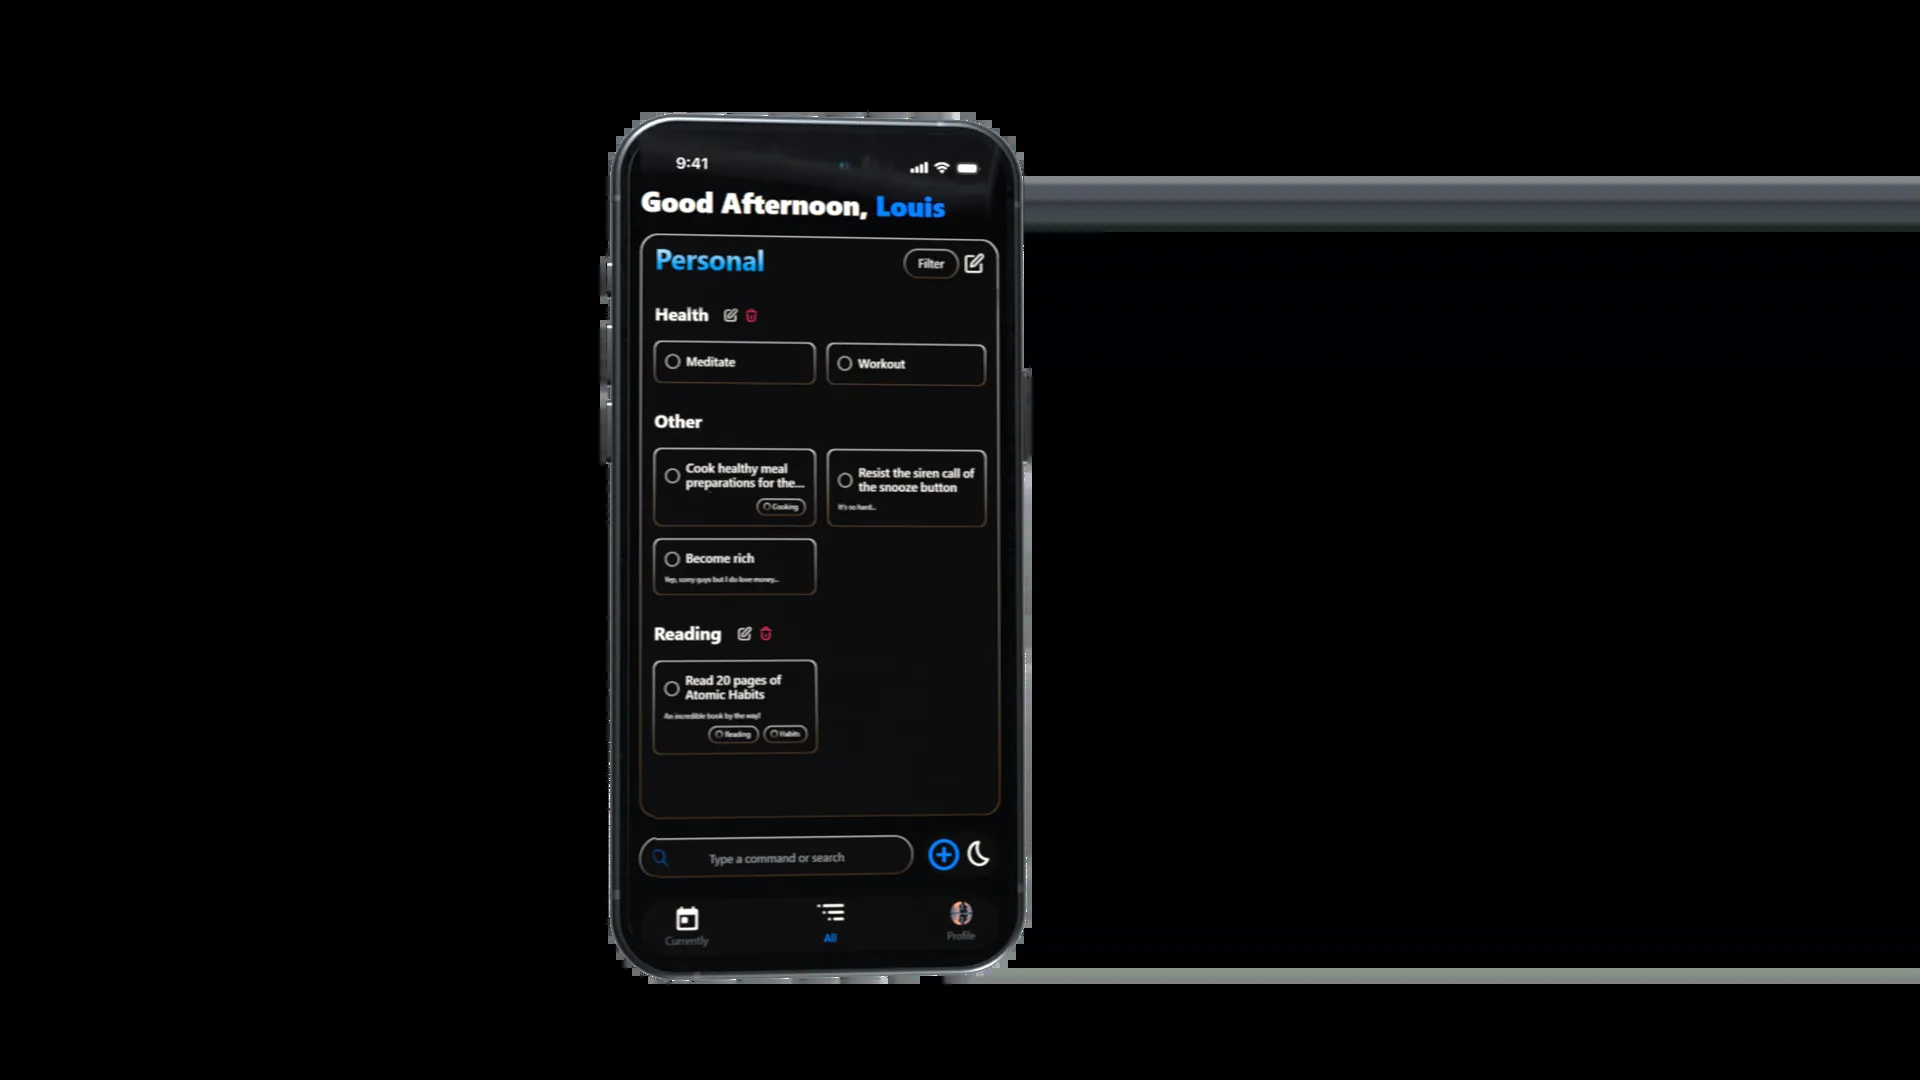 9:41
Good Afternoon, Louis
Personal
Filter
Health
Meditate
Workout
Other
Cook healthy meal
preparations for the...
Cooking
Resist the siren call of
the snooze button
It's so hard...
Become rich
Yep, sorry guys but I do love money...
Reading
Read 20 pages of
Atomic Habits
An incredible book by the way!
Reading
Habits
Type a command or search
Currently
All
Profile